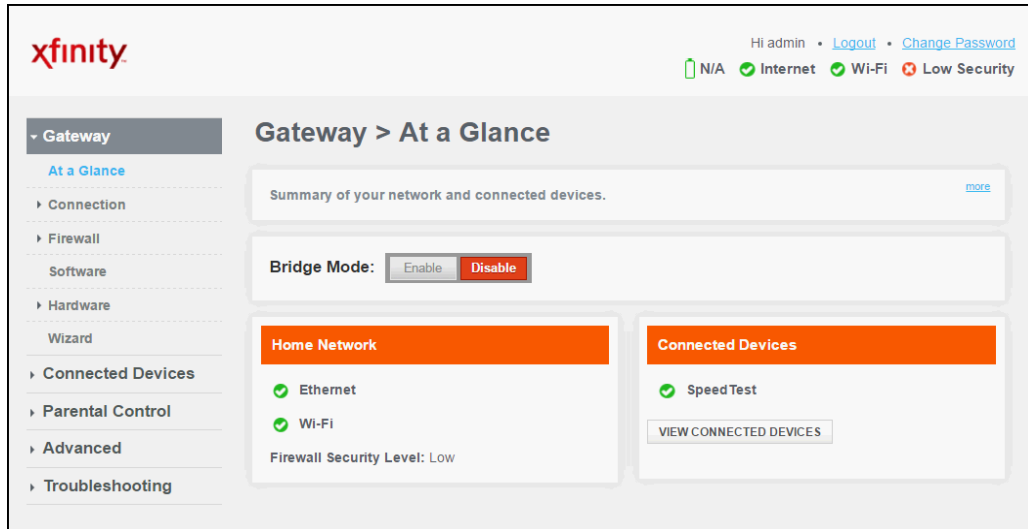 xfinity
Hi admin • Logout • Change Password
N/A Internet Wi-Fi Low Security
Gateway
At a Glance
Connection
Firewall
Software
Hardware
Wizard
Connected Devices
Parental Control
Advanced
Troubleshooting
Gateway > At a Glance
Summary of your network and connected devices.
more
Bridge Mode: Enable Disable
Home Network
Ethernet
Wi-Fi
Firewall Security Level: Low
Connected Devices
SpeedTest
VIEW CONNECTED DEVICES